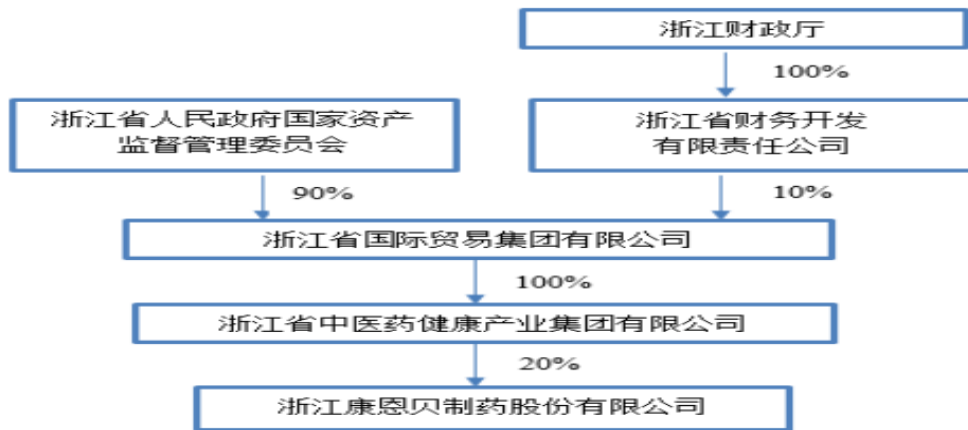 浙江财政厅
100%
浙江省人民政府国家资产
监督管理委员会
浙江省财务开发
有限责任公司
90%
10%
浙江省国际贸易集团有限公司
100%
浙江省中医药健康产业集团有限公司
20%
浙江康恩贝制药股份有限公司